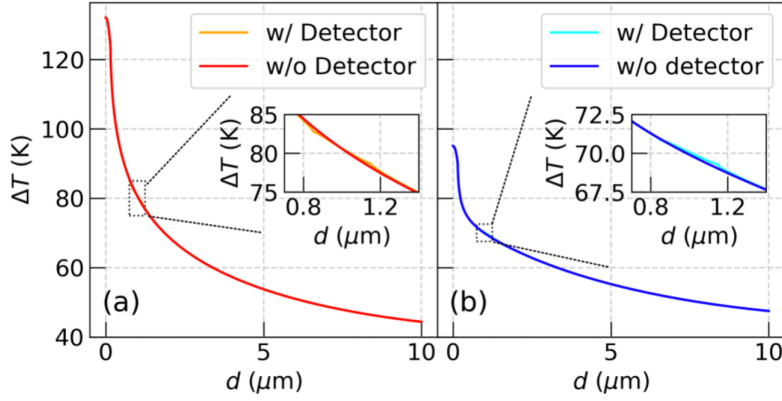 w/ Detector
w/o Detector
ΔT (K)
120
100
80
60
40
85
80
75
ΔT (K)
0.8
1.2
d (μm)
(a)
0
5
10
d (μm)
w/ Detector
w/o detector
72.5
70.0
67.5
ΔT (K)
0.8
1.2
d (μm)
(b)
0
5
10
d (μm)